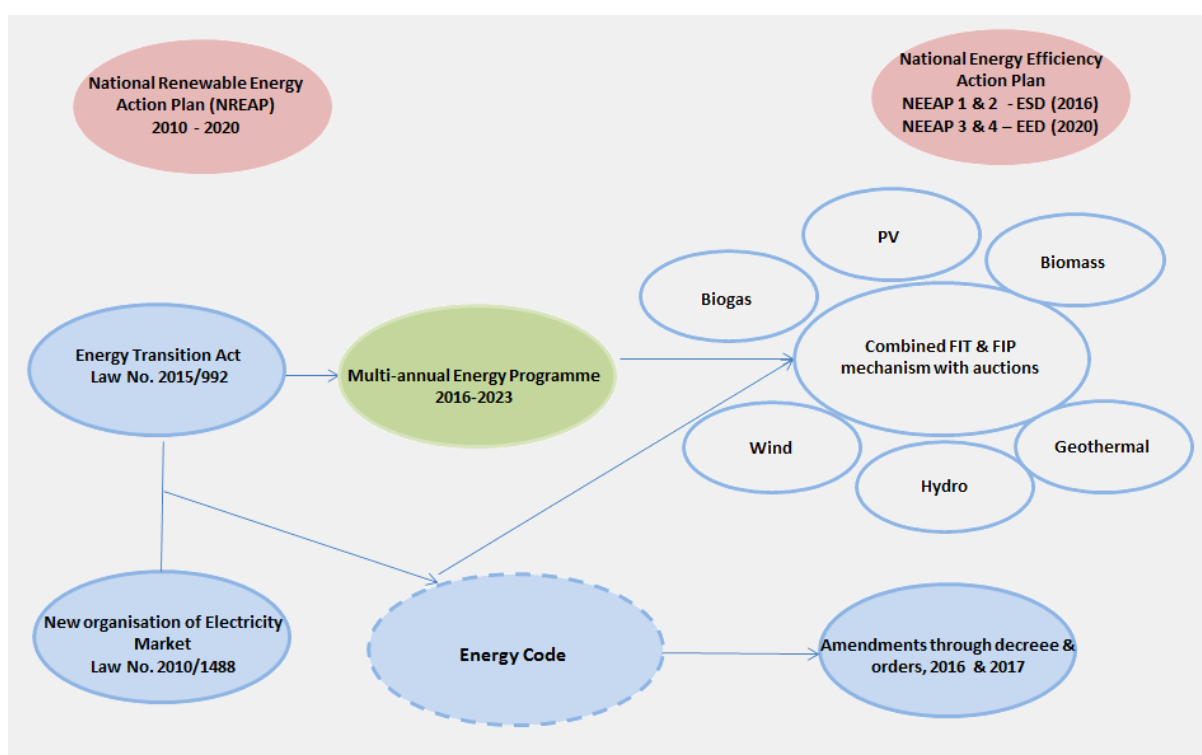 National Renewable Energy
Action Plan (NREAP)
2010 - 2020
National Energy Efficiency
Action Plan
NEEAP 1 & 2 - ESD (2016)
NEEAP 3 & 4 – EED (2020)
PV
Biomass
Biogas
Energy Transition Act
Law No. 2015/992
Multi-annual Energy Programme
2016-2023
Combined FIT & FIP
mechanism with auctions
Wind
Geothermal
Hydro
New organisation of Electricity
Market
Law No. 2010/1488
Energy Code
Amendments through decreee &
orders, 2016 & 2017